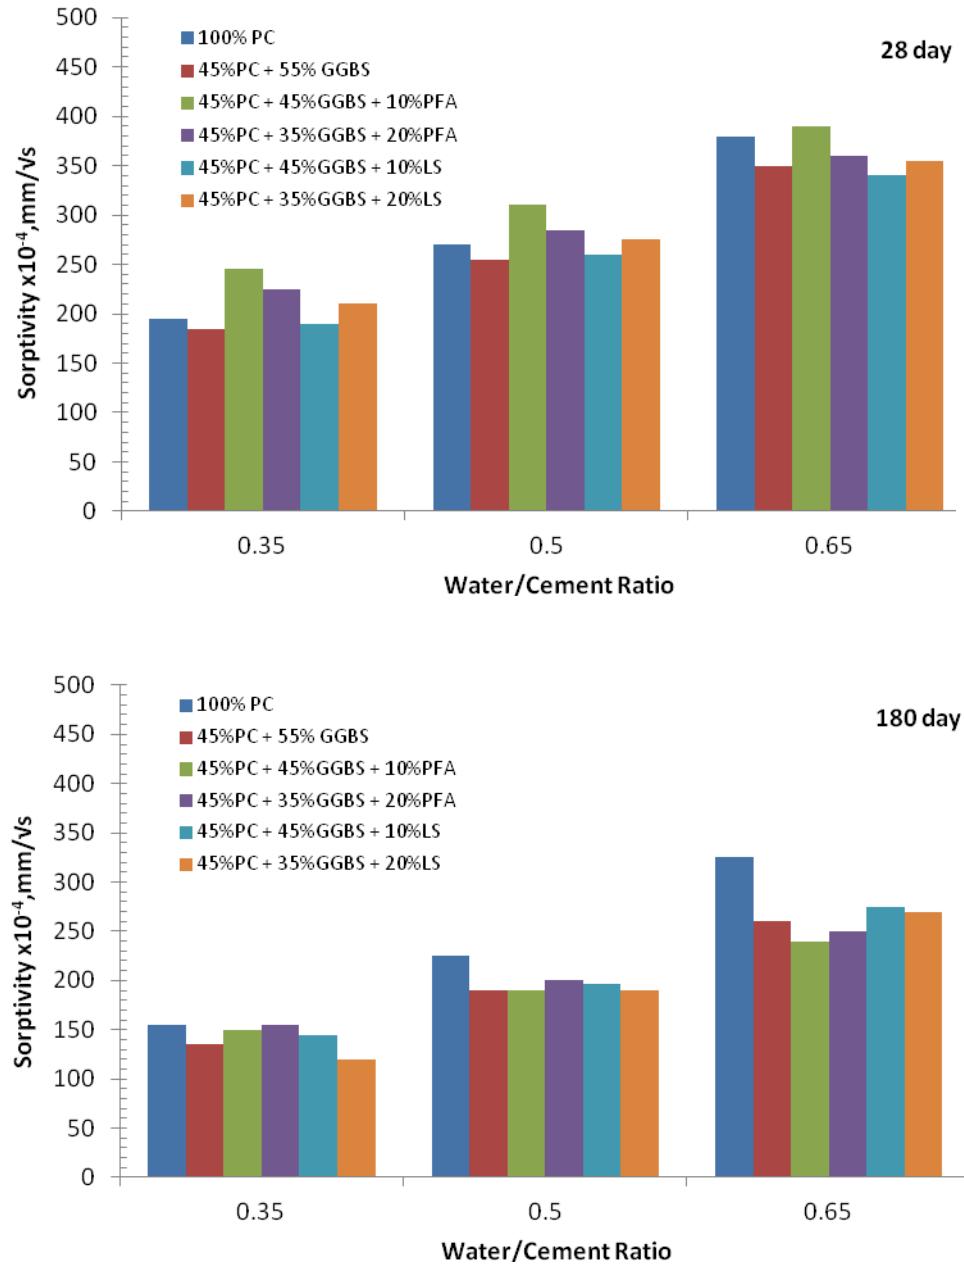 500
450
400
350
300
250
200
150
100
50
0
Sorptivity x10⁻⁴,mm/√s
100% PC
45%PC + 55% GGBS
45%PC + 45%GGBS + 10%PFA
45%PC + 35%GGBS + 20%PFA
45%PC + 45%GGBS + 10%LS
45%PC + 35%GGBS + 20%LS
28 day
0.35 0.5 0.65
Water/Cement Ratio
500
450
400
350
300
250
200
150
100
50
0
Sorptivity x10⁻⁴,mm/√s
100% PC
45%PC + 55% GGBS
45%PC + 45%GGBS + 10%PFA
45%PC + 35%GGBS + 20%PFA
45%PC + 45%GGBS + 10%LS
45%PC + 35%GGBS + 20%LS
180 day
0.35 0.5 0.65
Water/Cement Ratio